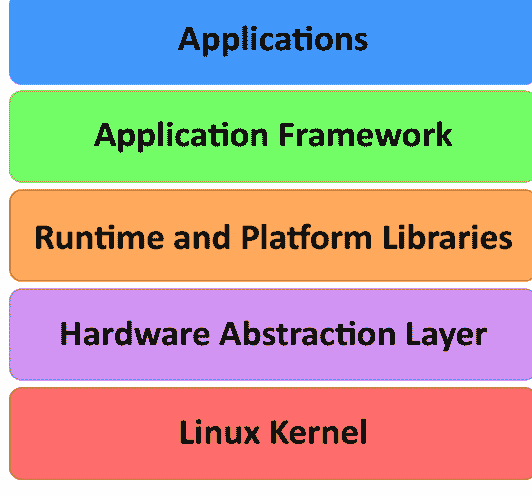 Applications
Application Framework
Runtime and Platform Libraries
Hardware Abstraction Layer
Linux Kernel